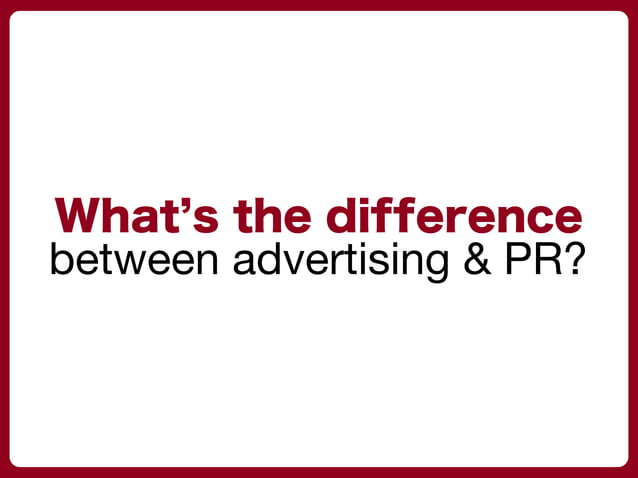 What’s the difference
between advertising & PR?